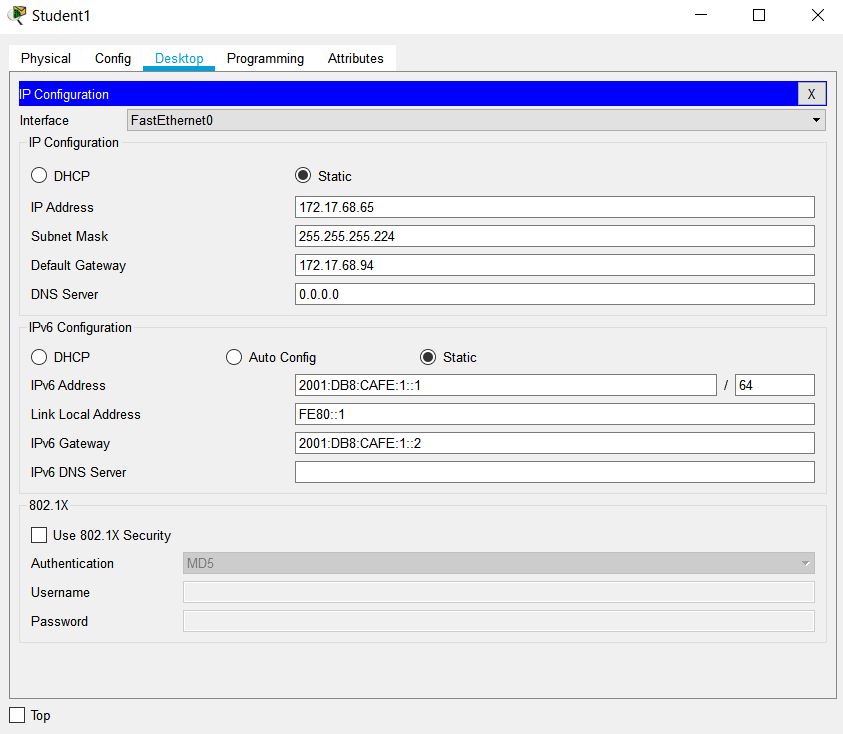 Student1
Physical Config Desktop Programming Attributes
IP Configuration X
Interface FastEthernet0
IP Configuration
DHCP Static
IP Address 172.17.68.65
Subnet Mask 255.255.255.224
Default Gateway 172.17.68.94
DNS Server 0.0.0.0
IPv6 Configuration
DHCP Auto Config Static
IPv6 Address 2001:DB8:CAFE:1::1 / 64
Link Local Address FE80::1
IPv6 Gateway 2001:DB8:CAFE:1::2
IPv6 DNS Server
802.1X
Use 802.1X Security
Authentication MD5
Username
Password
Top